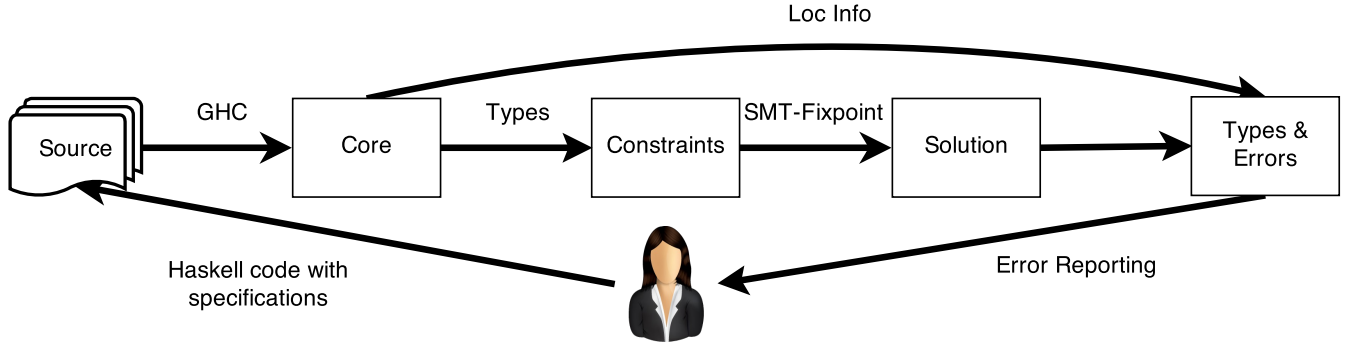 Loc Info
GHC
Types
SMT-Fixpoint
Source
Core
Constraints
Solution
Types &
Errors
Haskell code with
specifications
Error Reporting